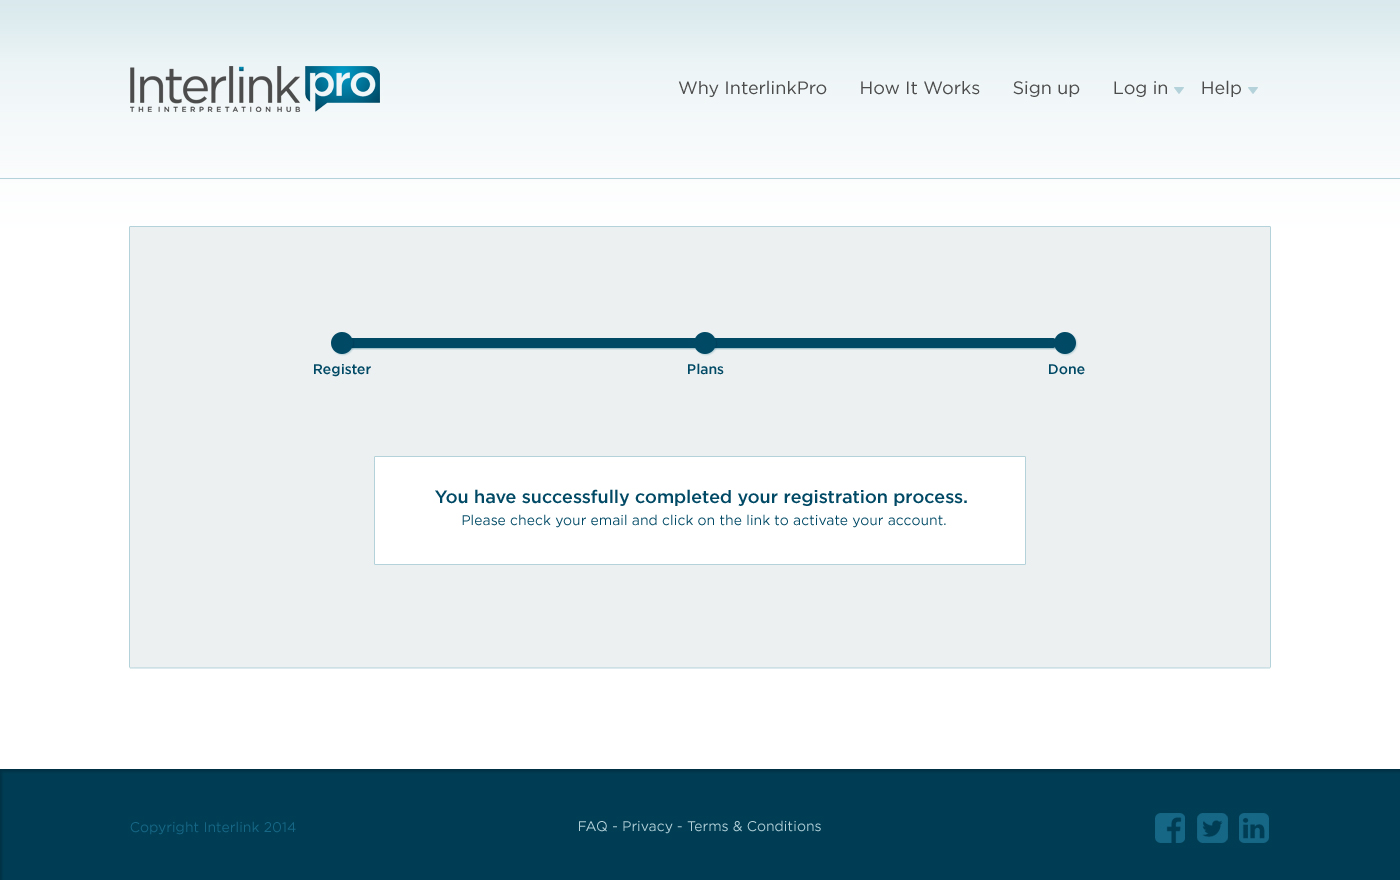 Interlink pro
THE INTERPRETATION HUB
Why InterlinkPro How It Works Sign up Log in Help
Register Plans Done
You have successfully completed your registration process.
Please check your email and click on the link to activate your account.
Copyright Interlink 2014 FAQ - Privacy - Terms & Conditions